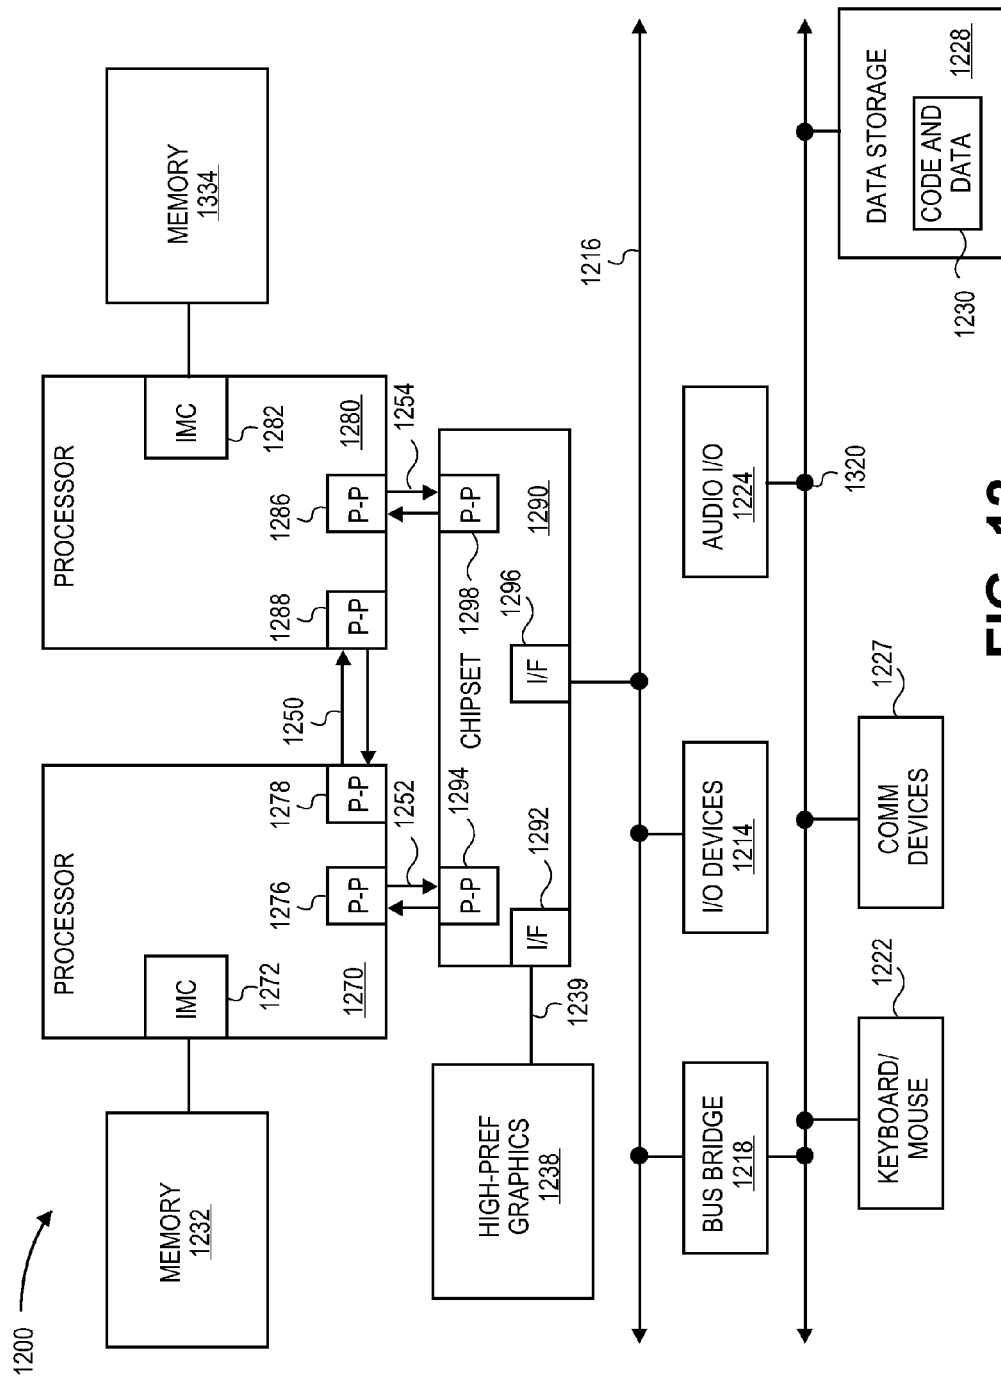 1200
MEMORY
1232
PROCESSOR
IMC
1272
1270
1276
P-P
1278
P-P
1250
PROCESSOR
1288
P-P
1286
P-P
IMC
1282
1280
MEMORY
1334
1252
1254
HIGH-PREF
GRAPHICS
1238
1239
P-P
1294
I/F
1292
CHIPSET
P-P
1298
1290
I/F
1296
1216
BUS BRIDGE
1218
I/O DEVICES
1214
AUDIO I/O
1224
1320
KEYBOARD/
MOUSE
1222
COMM
DEVICES
1227
DATA STORAGE
1228
CODE AND
DATA
1230
FIG.